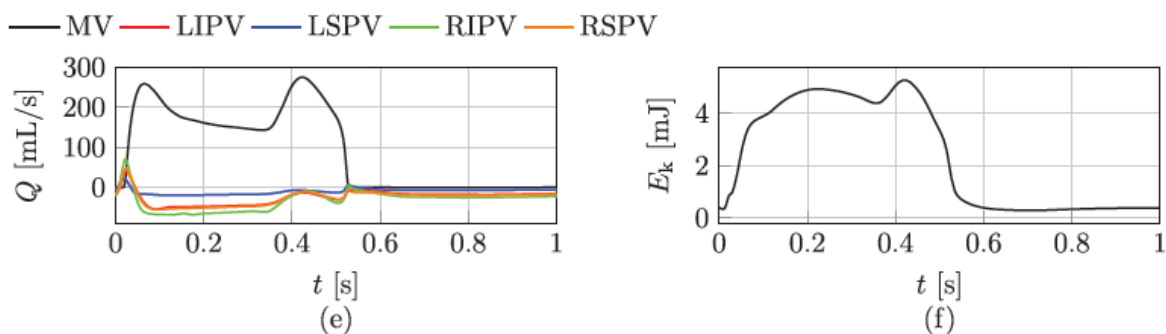 MV LIPV LSPV RIPV RSPV
300
200
100
0
Q [mL/s]
0 0.2 0.4 0.6 0.8 1
t [s]
(e)
4
2
0
E_k [mJ]
0 0.2 0.4 0.6 0.8 1
t [s]
(f)